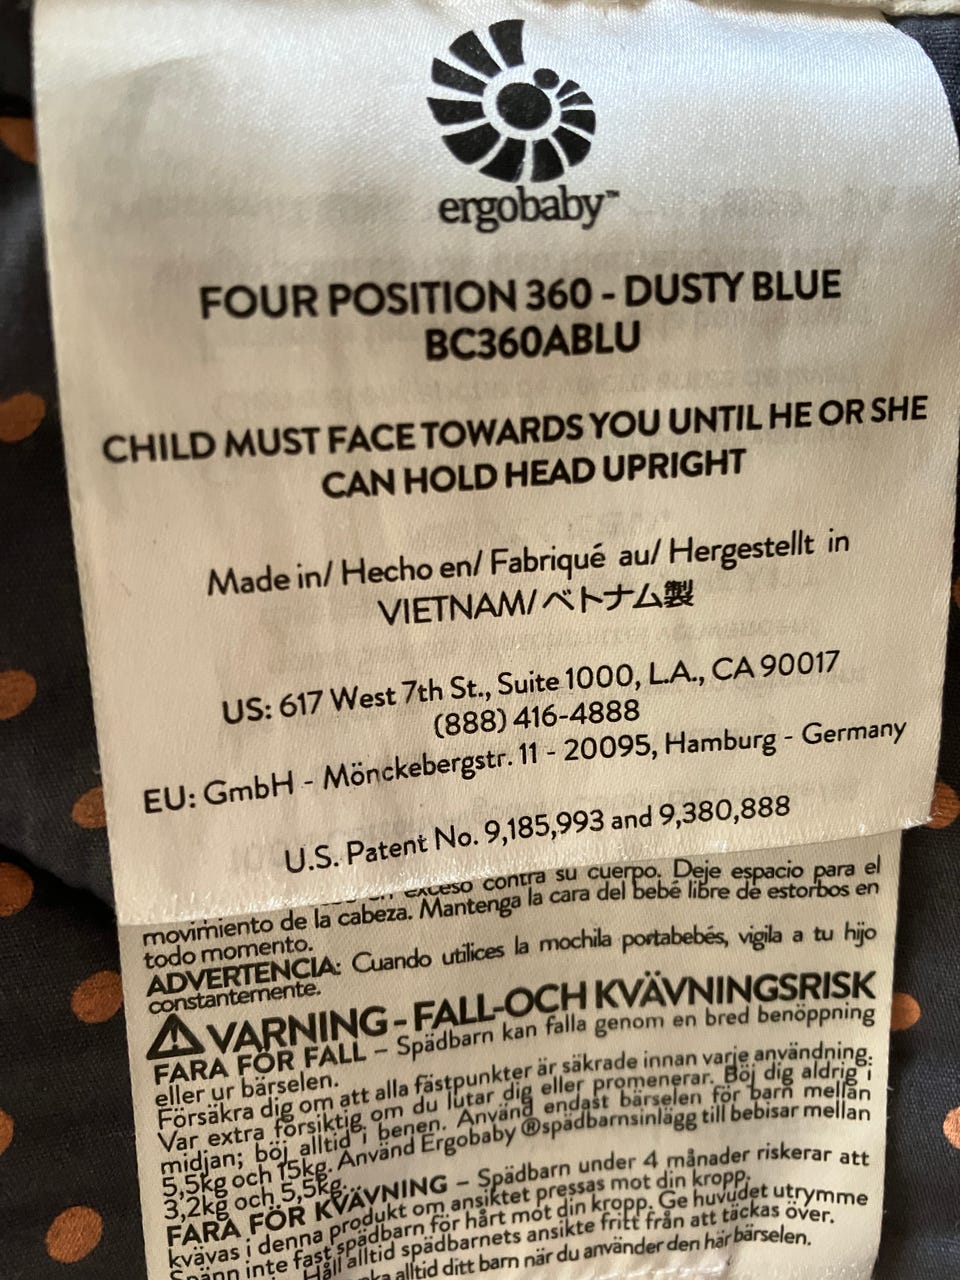 ergobaby™
FOUR POSITION 360 - DUSTY BLUE
BC360ABLU
CHILD MUST FACE TOWARDS YOU UNTIL HE OR SHE
CAN HOLD HEAD UPRIGHT
Made in/ Hecho en/ Fabriqué au/ Hergestellt in
VIETNAM/ベトナム製
US: 617 West 7th St., Suite 1000, L.A., CA 90017
(888) 416-4888
EU: GmbH - Mönckebergstr. 11 - 20095, Hamburg - Germany
U.S. Patent No. 9,185,993 and 9,380,888
exceso contra su cuerpo. Deje espacio para el
movimiento de la cabeza. Mantenga la cara del bebé libre de estorbos en
todo momento.
ADVERTENCIA: Cuando utilices la mochila portabebés, vigila a tu hijo
constantemente.
⚠VARNING - FALL-OCH KVÄVNINGSRISK
FARA FÖR FALL – Spädbarn kan falla genom en bred benöppning
eller ur bärselen.
Försäkra dig om att alla fästpunkter är säkrade innan varje användning.
Var extra försiktig om du lutar dig eller promenerar. Böj dig aldrig i
midjan; böj alltid i benen. Använd endast bärselen för barn mellan
5,5kg och 15kg. Använd Ergobaby ®spädbarnsinlägg till bebisar mellan
3,2kg och 5,5kg.
FARA FÖR KVÄVNING – Spädbarn under 4 månader riskerar att
kvävas i denna produkt om ansiktet pressas mot din kropp.
Spänn inte fast spädbarn för hårt mot din kropp. Ge huvudet utrymme
Håll alltid spädbarnets ansikte fritt från att täckas över.
alltid ditt barn när du använder den här bärselen.